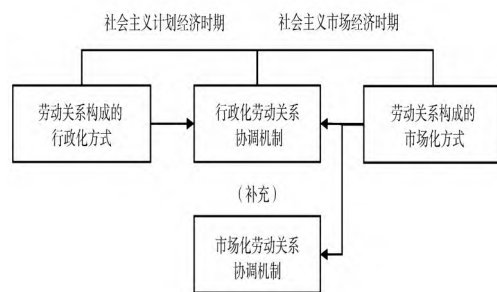 社会主义计划经济时期 社会主义市场经济时期
劳动关系构成的
行政化方式
行政化劳动关系
协调机制
劳动关系构成的
市场化方式
（补充）
市场化劳动关系
协调机制